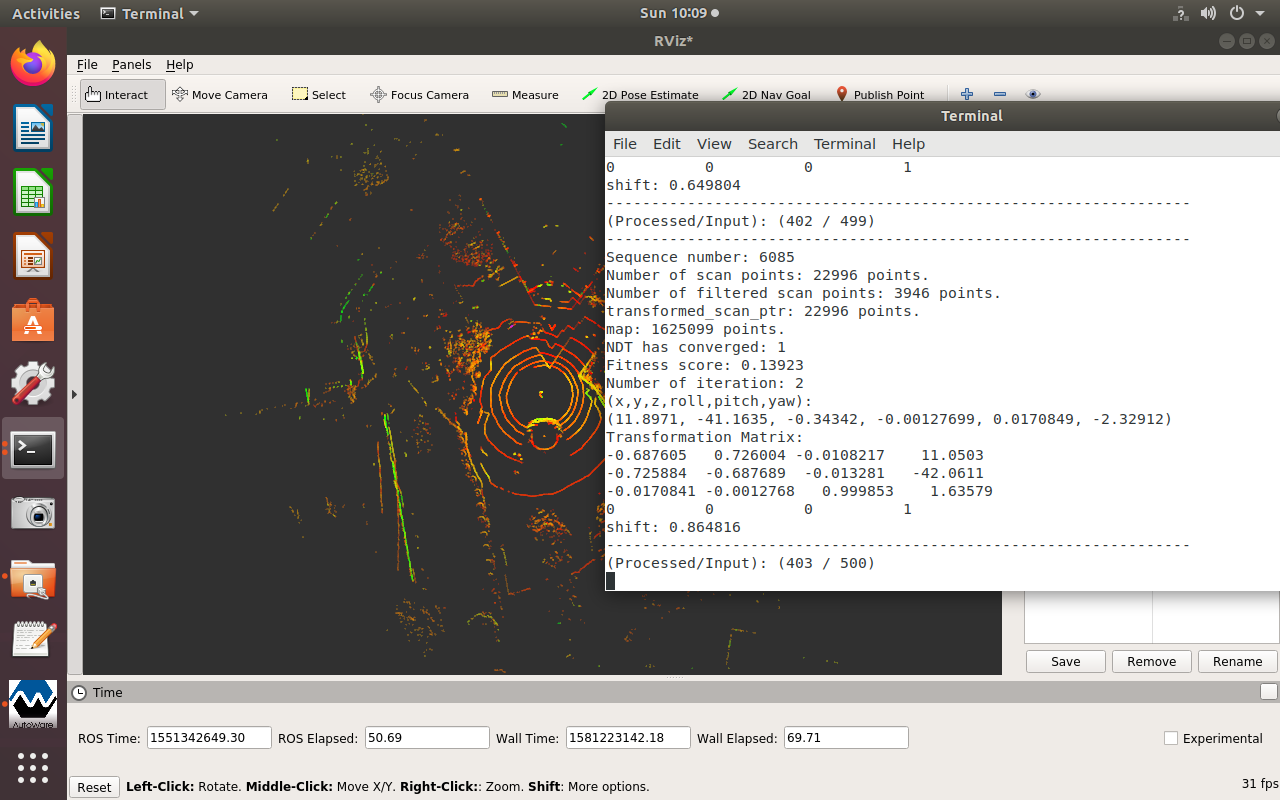 Activities Terminal Sun 10:09
RViz*
File Panels Help
Interact Move Camera Select Focus Camera Measure 2D Pose Estimate 2D Nav Goal Publish Point
Terminal
File Edit View Search Terminal Help
0 0 0 1
shift: 0.649804
-----------------------------------------------------------------
(Processed/Input): (402 / 499)
-----------------------------------------------------------------
Sequence number: 6085
Number of scan points: 22996 points.
Number of filtered scan points: 3946 points.
transformed_scan_ptr: 22996 points.
map: 1625099 points.
NDT has converged: 1
Fitness score: 0.13923
Number of iteration: 2
(x,y,z,roll,pitch,yaw):
(11.8971, -41.1635, -0.34342, -0.00127699, 0.0170849, -2.32912)
Transformation Matrix:
-0.687605 0.726004 -0.0108217 11.0503
-0.725884 -0.687689 -0.013281 -42.0611
-0.0170841 -0.0012768 0.999853 1.63579
0 0 0 1
shift: 0.864816
-----------------------------------------------------------------
(Processed/Input): (403 / 500)
Save Remove Rename
AutoWare
Time
ROS Time: 1551342649.30 ROS Elapsed: 50.69 Wall Time: 1581223142.18 Wall Elapsed: 69.71 Experimental
Reset Left-Click: Rotate. Middle-Click: Move X/Y. Right-Click:: Zoom. Shift: More options. 31 fps